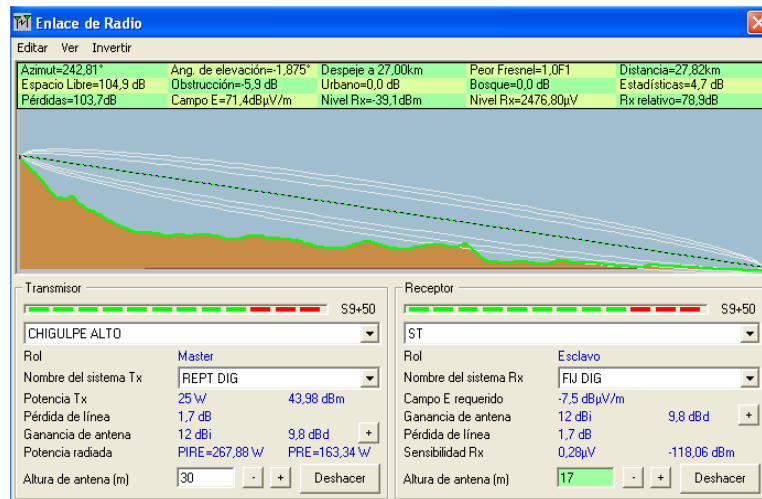 Enlace de Radio
Editar Ver Invertir
Azimut=242,81° Ang. de elevación=-1,875° Despeje a 27,00km Peor Fresnel=1,0F1 Distancia=27,82km
Espacio Libre=104,9 dB Obstrucción=-5,9 dB Urbano=0,0 dB Bosque=0,0 dB Estadísticas=4,7 dB
Pérdidas=103,7dB Campo E=71,4dBµV/m Nivel Rx=-39,1dBm Nivel Rx=2476,80µV Rx relativo=78,9dB
Transmisor
S9+50
CHIGULPE ALTO
Rol Master
Nombre del sistema Tx REPT DIG
Potencia Tx 25 W 43,98 dBm
Pérdida de línea 1,7 dB
Ganancia de antena 12 dBi 9,8 dBd +
Potencia radiada PIRE=267,88 W PRE=163,34 W
Altura de antena (m) 30 - + Deshacer
Receptor
S9+50
ST
Rol Esclavo
Nombre del sistema Rx FIJ DIG
Campo E requerido -7,5 dBµV/m
Ganancia de antena 12 dBi 9,8 dBd +
Pérdida de línea 1,7 dB
Sensibilidad Rx 0,28µV -118,06 dBm
Altura de antena (m) 17 - + Deshacer